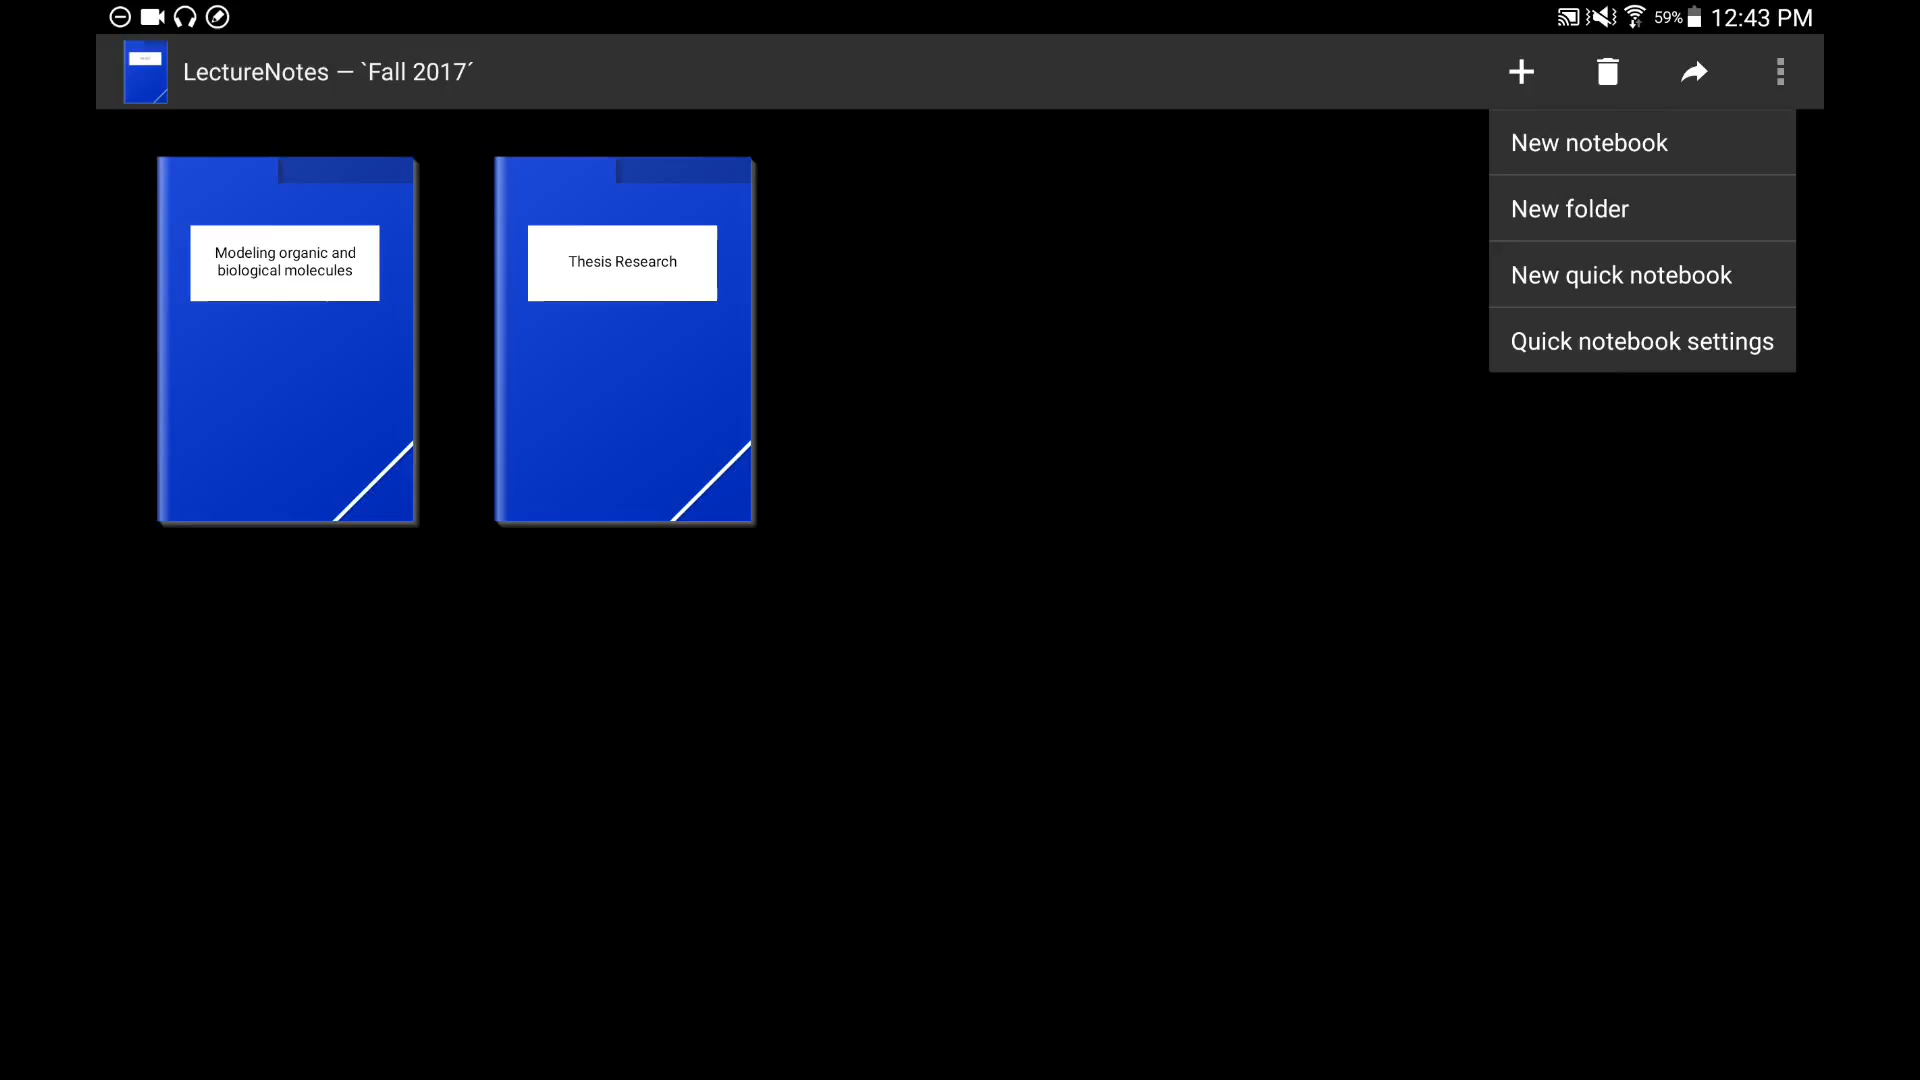 59% 12:43 PM
LectureNotes – `Fall 2017´
New notebook
New folder
New quick notebook
Quick notebook settings
Modeling organic and
biological molecules
Thesis Research